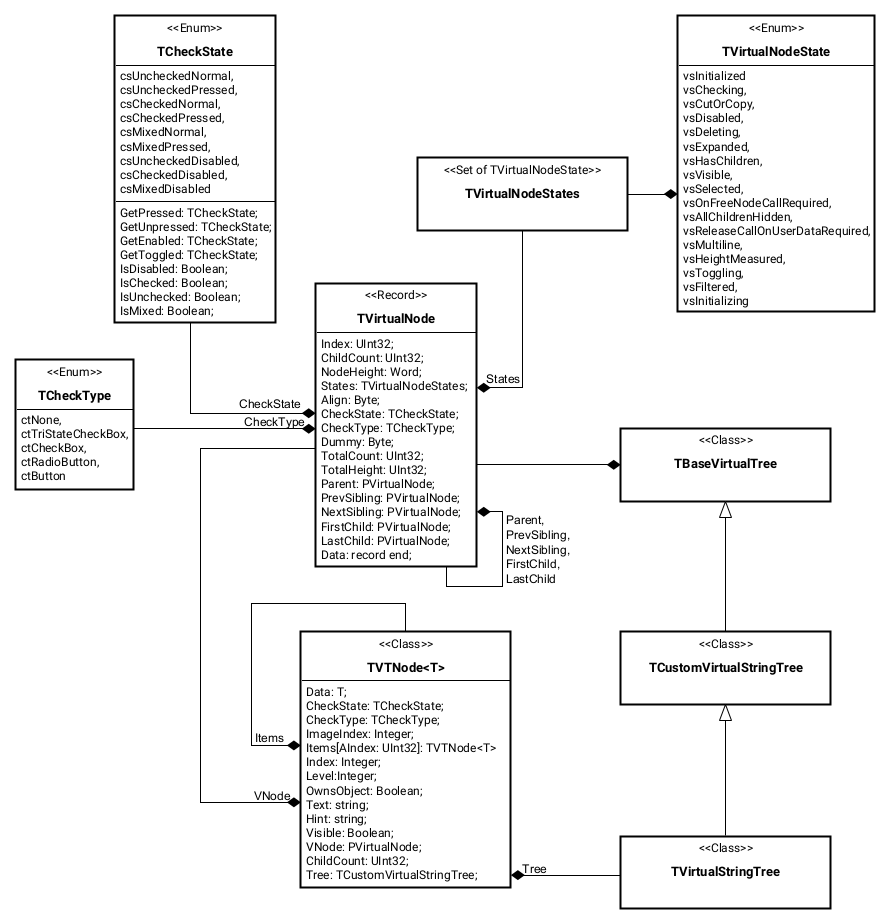 <<Enum>>
TCheckState
csUncheckedNormal,
csUncheckedPressed,
csCheckedNormal,
csCheckedPressed,
csMixedNormal,
csMixedPressed,
csUncheckedDisabled,
csCheckedDisabled,
csMixedDisabled
GetPressed: TCheckState;
GetUnpressed: TCheckState;
GetEnabled: TCheckState;
GetToggled: TCheckState;
IsDisabled: Boolean;
IsChecked: Boolean;
IsUnchecked: Boolean;
IsMixed: Boolean;
<<Enum>>
TVirtualNodeState
vsInitialized
vsChecking,
vsCutOrCopy,
vsDisabled,
vsDeleting,
vsExpanded,
vsHasChildren,
vsVisible,
vsSelected,
vsOnFreeNodeCallRequired,
vsAllChildrenHidden,
vsReleaseCallOnUserDataRequired,
vsMultiline,
vsHeightMeasured,
vsToggling,
vsFiltered,
vsInitializing
<<Set of TVirtualNodeState>>
TVirtualNodeStates
<<Record>>
TVirtualNode
Index: UInt32;
ChildCount: UInt32;
NodeHeight: Word;
States: TVirtualNodeStates;
Align: Byte;
CheckState: TCheckState;
CheckType: TCheckType;
Dummy: Byte;
TotalCount: UInt32;
TotalHeight: UInt32;
Parent: PVirtualNode;
PrevSibling: PVirtualNode;
NextSibling: PVirtualNode;
FirstChild: PVirtualNode;
LastChild: PVirtualNode;
Data: record end;
States
<<Enum>>
TCheckType
ctNone,
ctTriStateCheckBox,
ctCheckBox,
ctRadioButton,
ctButton
CheckState
CheckType
<<Class>>
TBaseVirtualTree
Parent,
PrevSibling,
NextSibling,
FirstChild,
LastChild
<<Class>>
TVTNode<T>
Data: T;
CheckState: TCheckState;
CheckType: TCheckType;
ImageIndex: Integer;
Items[AIndex: UInt32]: TVTNode<T>
Index: Integer;
Level:Integer;
OwnsObject: Boolean;
Text: string;
Hint: string;
Visible: Boolean;
VNode: PVirtualNode;
ChildCount: UInt32;
Tree: TCustomVirtualStringTree;
Items
VNode
Tree
<<Class>>
TCustomVirtualStringTree
<<Class>>
TVirtualStringTree